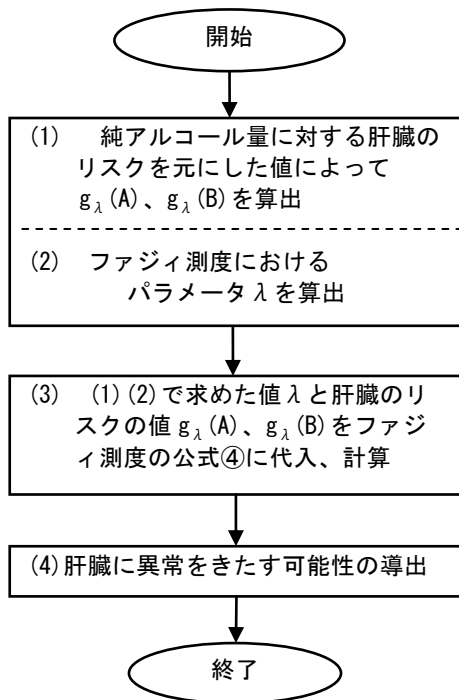 開始
(1) 純アルコール量に対する肝臓の
リスクを元にした値によって
gλ(A)、gλ(B)を算出
(2) ファジィ測度における
パラメータλを算出
(3) (1)(2)で求めた値λと肝臓のリ
スクの値gλ(A)、gλ(B)をファジ
ィ測度の公式④に代入、計算
(4)肝臓に異常をきたす可能性の導出
終了